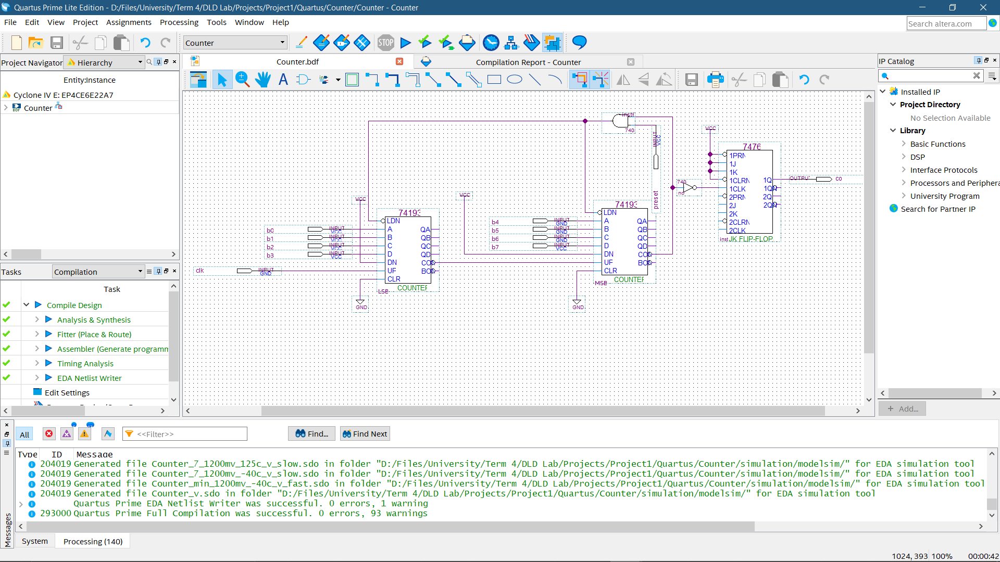 Quartus Prime Lite Edition - D:/Files/University/Term 4/DLD Lab/Projects/Project1/Quartus/Counter/Counter - Counter
File Edit View Project Assignments Processing Tools Window Help
Search altera.com
Counter
Project Navigator Hierarchy
Counter.bdf
Compilation Report - Counter
IP Catalog
Entity:Instance
Cyclone IV E: EP4CE6E22A7
Counter
Installed IP
Project Directory
No Selection Available
Library
Basic Functions
DSP
Interface Protocols
Processors and Periphera
University Program
Search for Partner IP
Add...
STOP
inst
740
INPUT
VCC
preset
VCC
7476
1PRN
1J
1K
1CLRN
1CLK
2PRN
2J
2K
2CLRN
2CLK
1Q
1QN
2Q
2QN
inst JK FLIP-FLOP
OUTPUT
740
VCC
74193
LDN
A
B
C
D
DN
UP
CLR
QA
QB
QC
QD
CON
BON
LSB COUNTER
GND
b0 INPUT VCC
b1 INPUT VCC
b2 INPUT VCC
b3 INPUT VCC
clk INPUT GND
VCC
74193
LDN
A
B
C
D
DN
UP
CLR
QA
QB
QC
QD
CON
BON
MSB COUNTER
GND
b4 INPUT GND
b5 INPUT GND
b6 INPUT GND
b7 INPUT VCC
Tasks Compilation
Task
Compile Design
Analysis & Synthesis
Fitter (Place & Route)
Assembler (Generate programm
Timing Analysis
EDA Netlist Writer
Edit Settings
All <<Filter>> Find... Find Next
Type ID Message
204019 Generated file Counter_7_1200mv_125c_v_slow.sdo in folder "D:/Files/University/Term 4/DLD Lab/Projects/Project1/Quartus/Counter/simulation/modelsim/" for EDA simulation tool
204019 Generated file Counter_7_1200mv_-40c_v_slow.sdo in folder "D:/Files/University/Term 4/DLD Lab/Projects/Project1/Quartus/Counter/simulation/modelsim/" for EDA simulation tool
204019 Generated file Counter_min_1200mv_-40c_v_fast.sdo in folder "D:/Files/University/Term 4/DLD Lab/Projects/Project1/Quartus/Counter/simulation/modelsim/" for EDA simulation tool
204019 Generated file Counter_v.sdo in folder "D:/Files/University/Term 4/DLD Lab/Projects/Project1/Quartus/Counter/simulation/modelsim/" for EDA simulation tool
Quartus Prime EDA Netlist Writer was successful. 0 errors, 1 warning
293000 Quartus Prime Full Compilation was successful. 0 errors, 93 warnings
Messages
System Processing (140)
1024, 393 100% 00:00:42